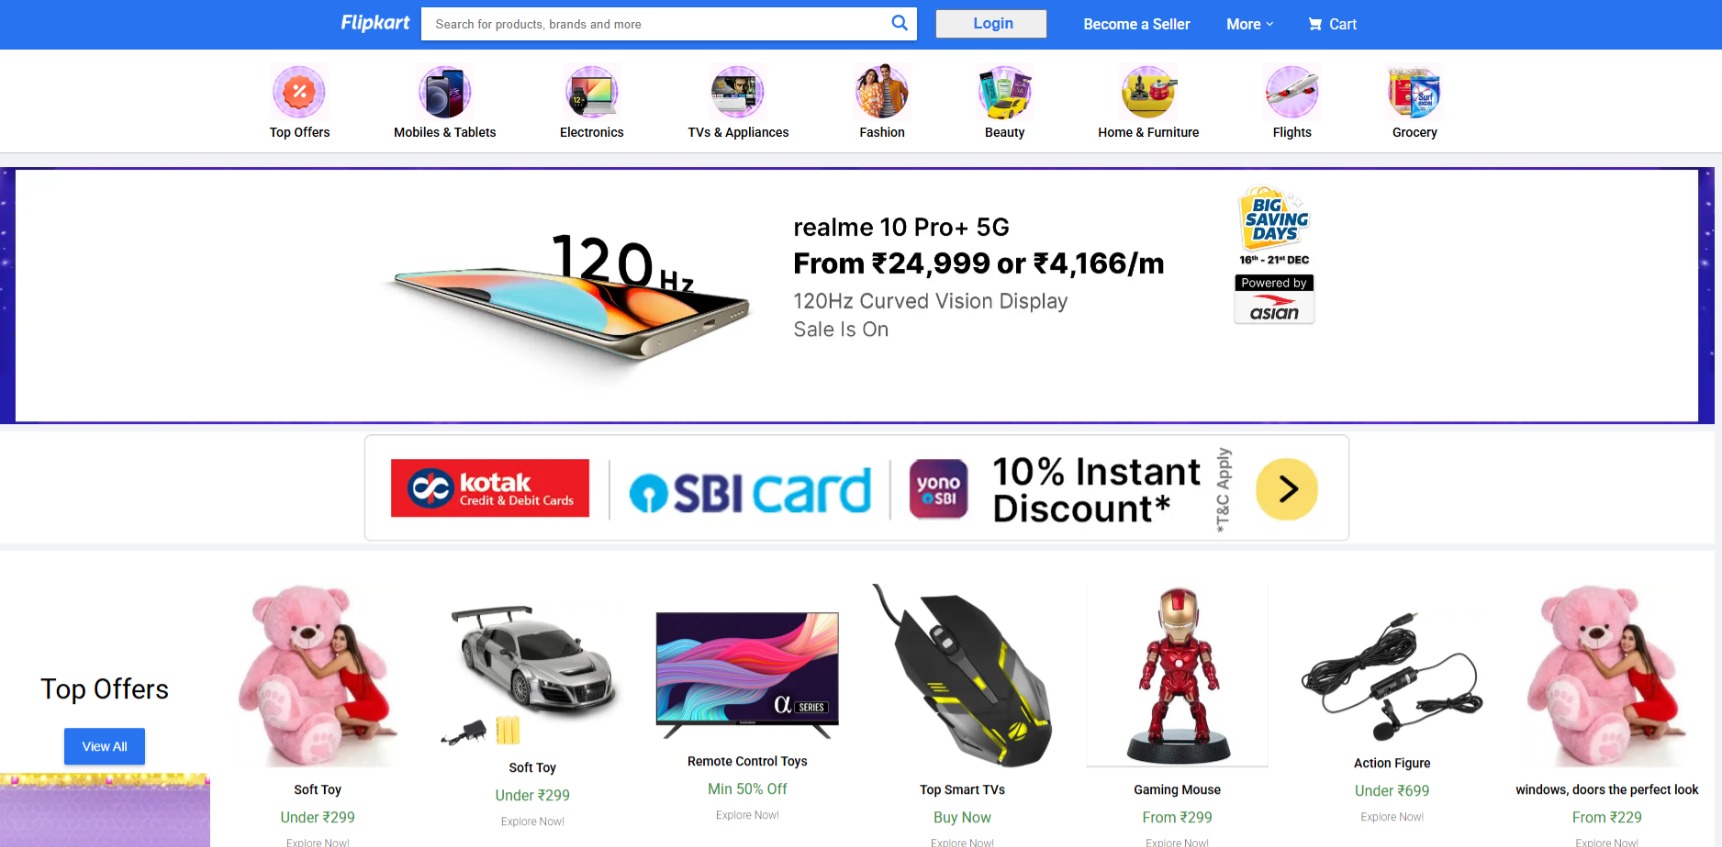 Flipkart
Search for products, brands and more
Login
Become a Seller
More
Cart
Top Offers
Mobiles & Tablets
12+
Electronics
TVs & Appliances
Fashion
Beauty
Home & Furniture
Flights
Surf
Grocery
120 Hz
realme 10 Pro+ 5G
From ₹24,999 or ₹4,166/m
120Hz Curved Vision Display
Sale Is On
BIG
SAVING
DAYS
16th - 21st DEC
Powered by
asian
kotak
Credit & Debit Cards
SBI card
yono
SBI
10% Instant
Discount*
*T&C Apply
Top Offers
View All
Soft Toy
Under ₹299
Explore Now!
Soft Toy
Under ₹299
Explore Now!
α SERIES
Remote Control Toys
Min 50% Off
Explore Now!
Top Smart TVs
Buy Now
Explore Now!
Gaming Mouse
From ₹299
Explore Now!
Action Figure
Under ₹699
Explore Now!
windows, doors the perfect look
From ₹229
Explore Now!